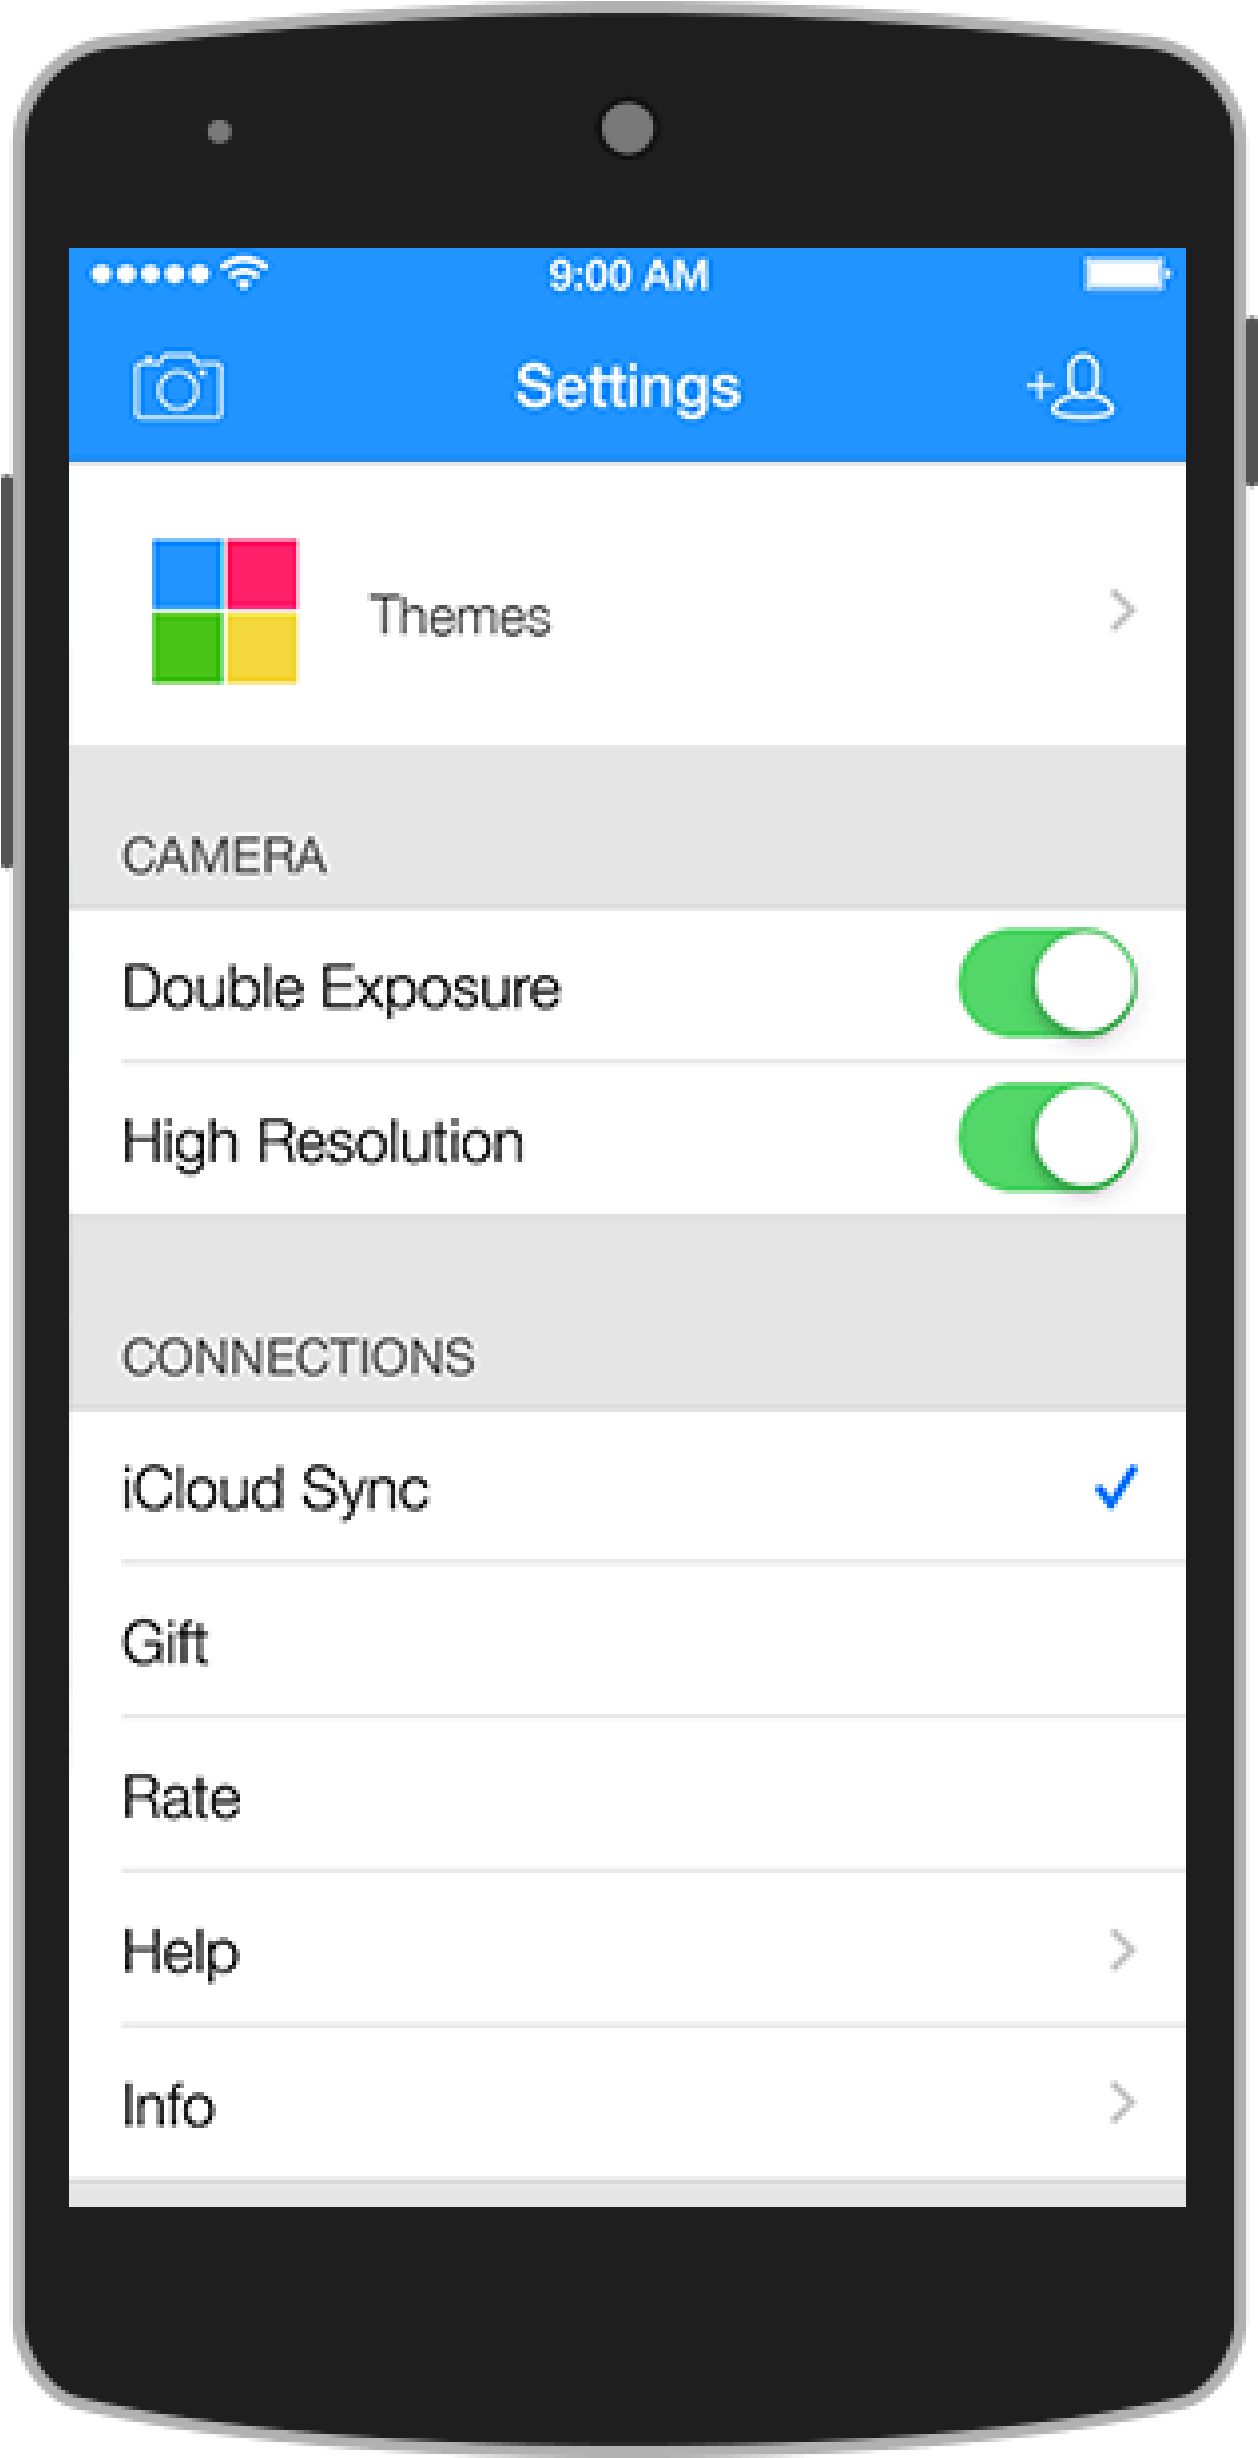 9:00 AM
Settings
Themes
CAMERA
Double Exposure
High Resolution
CONNECTIONS
iCloud Sync
Gift
Rate
Help
Info